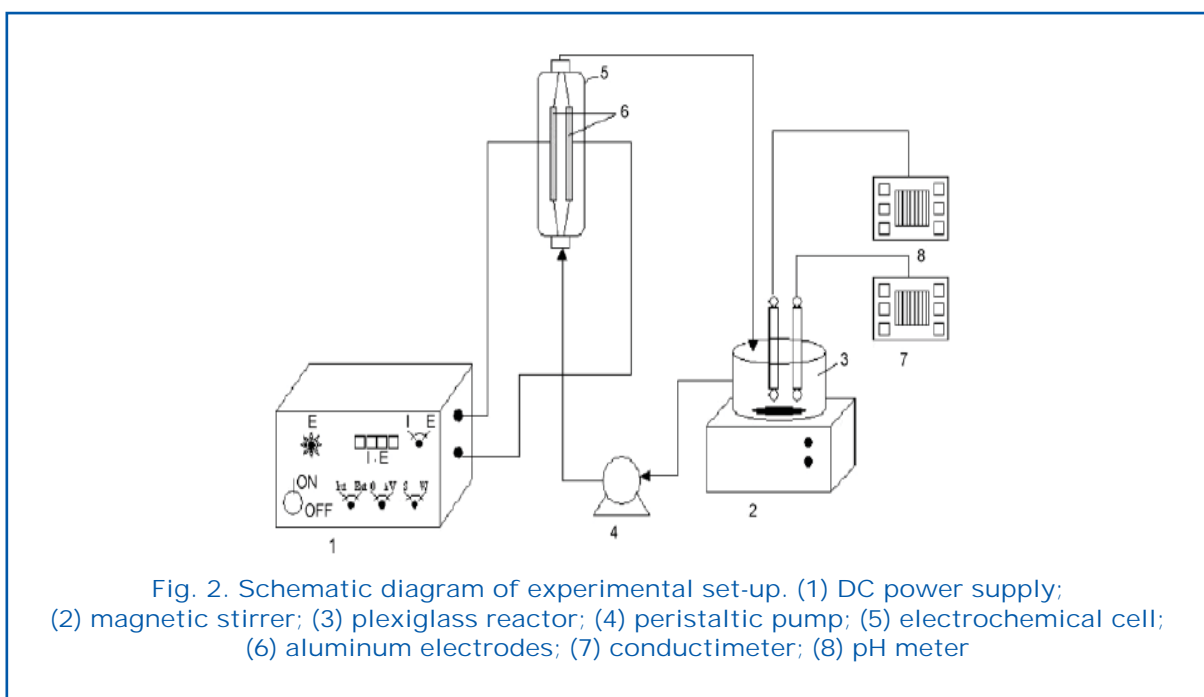 5
6
8
7
3
E
I E
I.E
ON
OFF
1
4
2
Fig. 2. Schematic diagram of experimental set-up. (1) DC power supply;
(2) magnetic stirrer; (3) plexiglass reactor; (4) peristaltic pump; (5) electrochemical cell;
(6) aluminum electrodes; (7) conductimeter; (8) pH meter